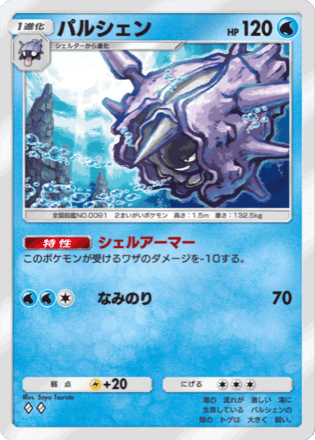 1進化
パルシェン
HP 120
シェルダーから進化
全国図鑑NO.0091 2まいがいポケモン 高さ:1.5m 重さ:132.5kg
特性 シェルアーマー
このポケモンが受けるワザのダメージを-10する。
なみのり 70
弱点 +20 にげる
Illus. Sayo Tsuruta
海の 流れが 激しい 海に
生息している パルシェンの
殻の トゲは 大きく 鋭い。